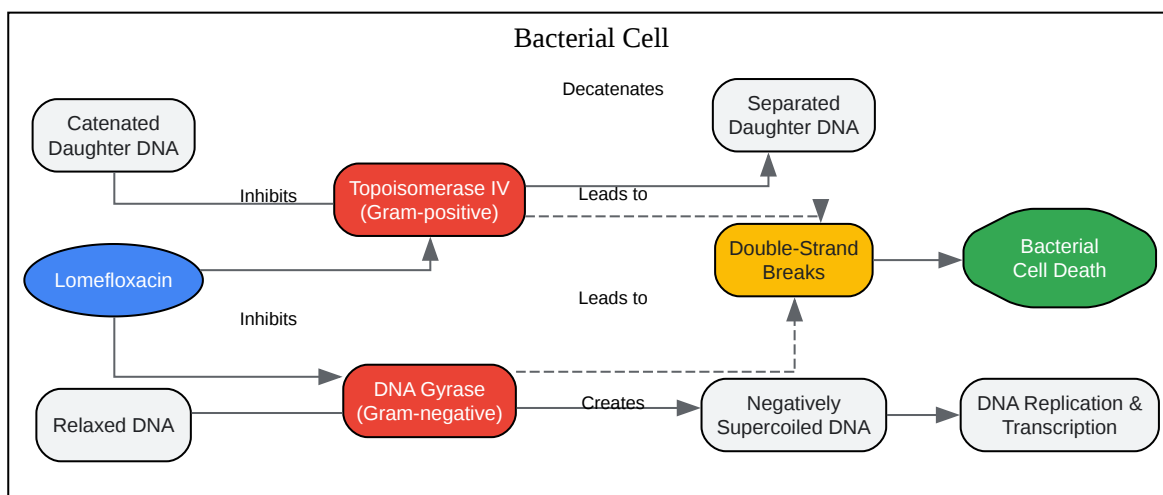 Bacterial Cell
Decatenates
Catenated
Daughter DNA
Separated
Daughter DNA
Inhibits
Topoisomerase IV
(Gram-positive)
Leads to
Lomefloxacin
Double-Strand
Breaks
Bacterial
Cell Death
Inhibits
Leads to
Relaxed DNA
DNA Gyrase
(Gram-negative)
Creates
Negatively
Supercoiled DNA
DNA Replication &
Transcription